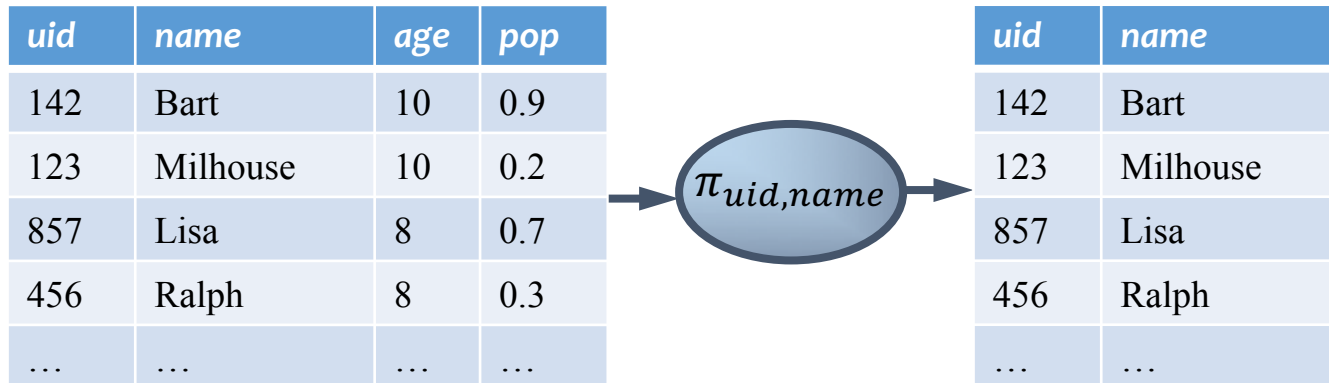 uid name age pop
142 Bart 10 0.9
123 Milhouse 10 0.2
857 Lisa 8 0.7
456 Ralph 8 0.3
… … … …
π uid,name
uid name
142 Bart
123 Milhouse
857 Lisa
456 Ralph
… …